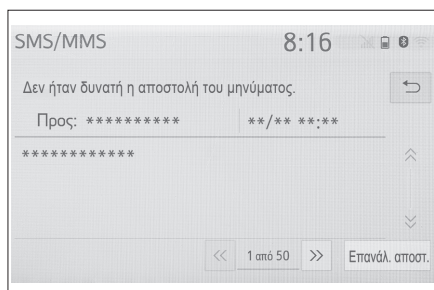 SMS/MMS 8:16
Δεν ήταν δυνατή η αποστολή του μηνύματος.
Προς: ********** **/** **:**
************
1 από 50 Επανάλ. αποστ.